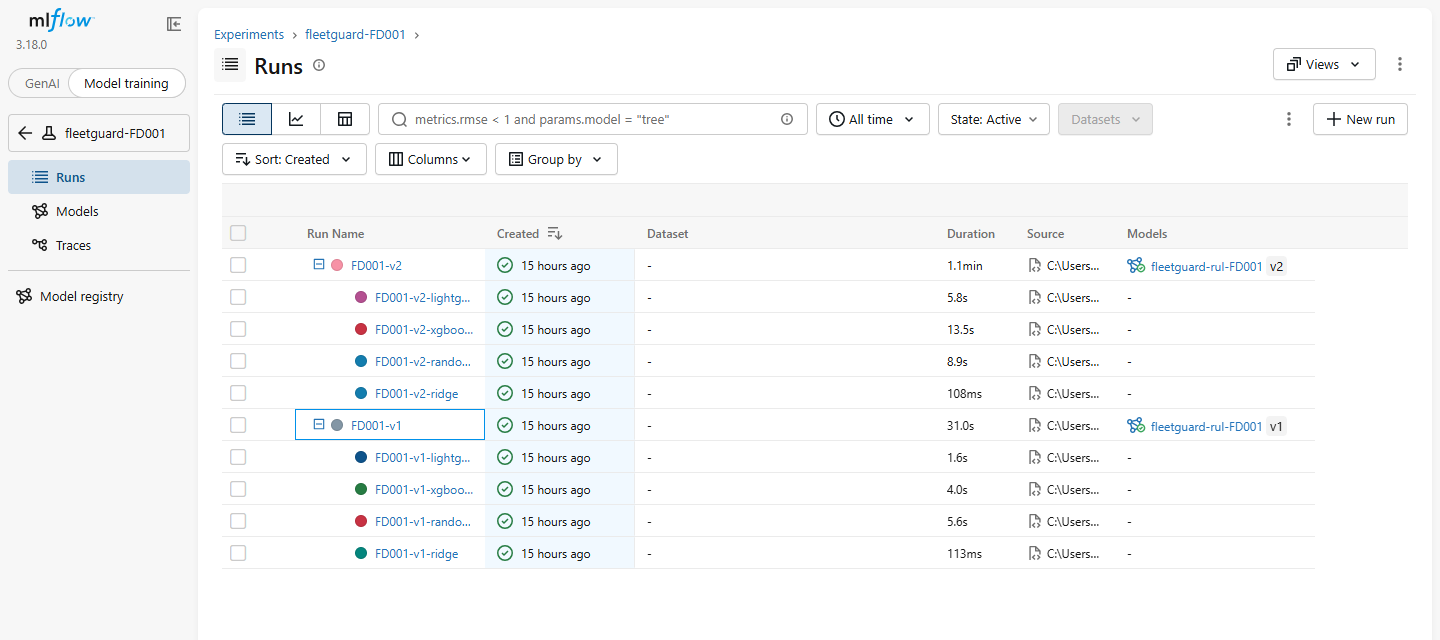 mlflow
3.18.0
GenAI Model training
fleetguard-FD001
Runs
Models
Traces
Model registry
Experiments > fleetguard-FD001 >
Runs
Views
metrics.rmse < 1 and params.model = "tree"
All time
State: Active
Datasets
New run
Sort: Created
Columns
Group by
Run Name Created Dataset Duration Source Models
FD001-v2 15 hours ago - 1.1min C:\Users... fleetguard-rul-FD001 v2
FD001-v2-lightg... 15 hours ago - 5.8s C:\Users... -
FD001-v2-xgboo... 15 hours ago - 13.5s C:\Users... -
FD001-v2-rando... 15 hours ago - 8.9s C:\Users... -
FD001-v2-ridge 15 hours ago - 108ms C:\Users... -
FD001-v1 15 hours ago - 31.0s C:\Users... fleetguard-rul-FD001 v1
FD001-v1-lightg... 15 hours ago - 1.6s C:\Users... -
FD001-v1-xgboo... 15 hours ago - 4.0s C:\Users... -
FD001-v1-rando... 15 hours ago - 5.6s C:\Users... -
FD001-v1-ridge 15 hours ago - 113ms C:\Users... -